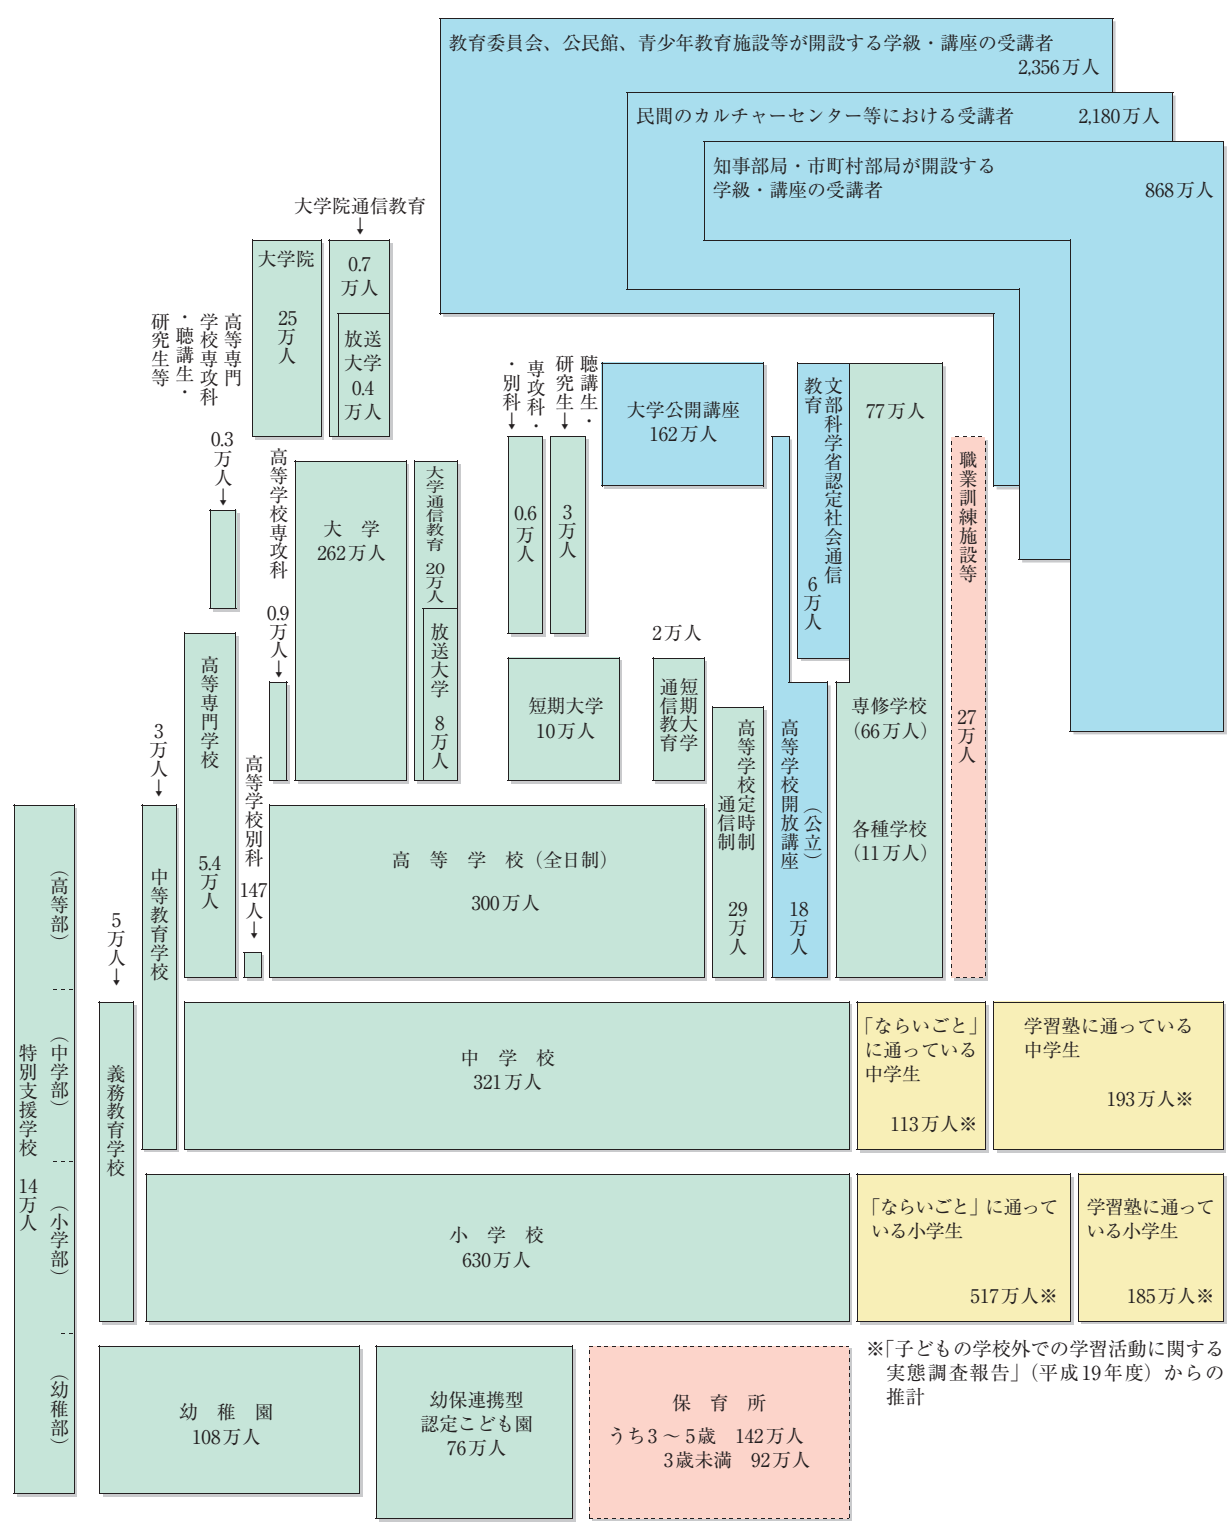 教育委員会、公民館、青少年教育施設等が開設する学級・講座の受講者
2,356万人
民間のカルチャーセンター等における受講者 2,180万人
知事部局・市町村部局が開設する
学級・講座の受講者 868万人
大学院通信教育
↓
大学院
25万人
0.7
万人
放送
大学
0.4
万人
高等専門
学校専攻科
・聴講生・
研究生等
0.3万人→
聴講生・
研究生→
専攻科・
・別科→
0.6万人
3万人
大学公開講座
162万人
文部科学省認定社会通信
教育
6万人
77万人
専修学校
(66万人)
各種学校
(11万人)
職業訓練施設等
27万人
高等学校専攻科
0.9万人→
大 学
262万人
大学通信教育 20万人
放送大学 8万人
高等専門学校
5.4万人
高等学校別科
147人→
短期大学
10万人
2万人
短期大学
通信教育
高等学校定時制
通信制
29万人
高等学校開放講座
(公立)
18万人
高 等 学 校(全日制)
300万人
3万人→
中等教育学校
5万人→
義務教育学校
特別支援学校 14万人
(高等部)
(中学部)
(小学部)
(幼稚部)
中 学 校
321万人
「ならいごと」
に通っている
中学生
113万人※
学習塾に通っている
中学生
193万人※
小 学 校
630万人
「ならいごと」に通って
いる小学生
517万人※
学習塾に通って
いる小学生
185万人※
※「子どもの学校外での学習活動に関する
実態調査報告」(平成19年度)からの
推計
幼 稚 園
108万人
幼保連携型
認定こども園
76万人
保 育 所
うち3～5歳 142万人
3歳未満 92万人